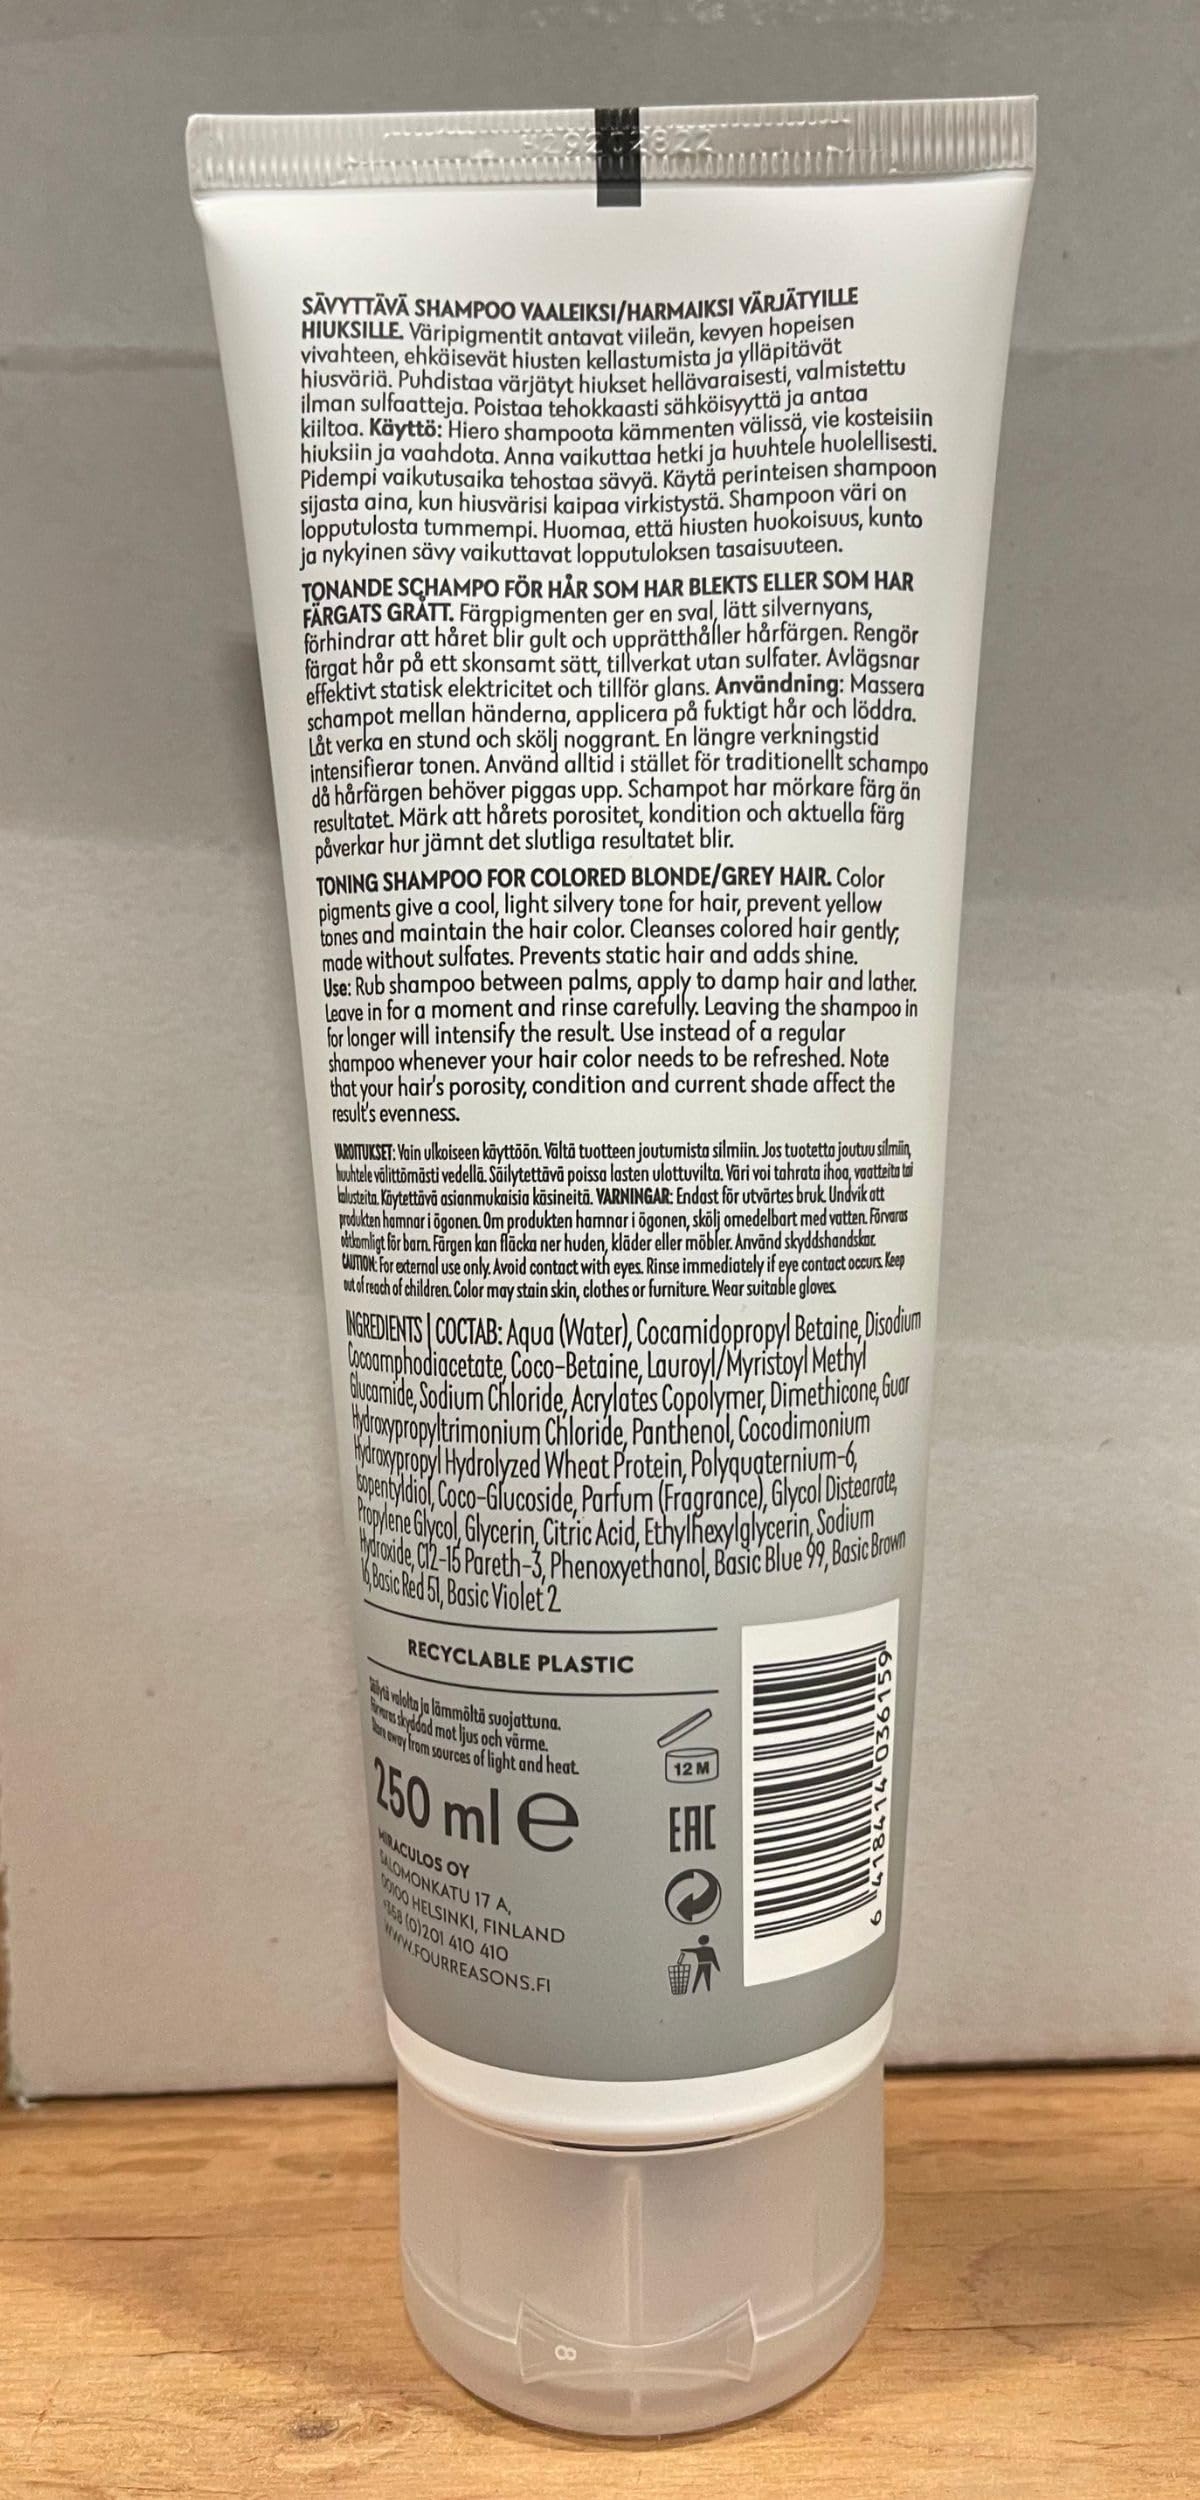 SÄVYTTÄVÄ SHAMPOO VAALEIKSI/HARMAIKSI VÄRJÄTYILLE
HIUKSILLE. Väripigmentit antavat viileän, kevyen hopeisen
vivahteen, ehkäisevät hiusten kellastumista ja ylläpitävät
hiusväriä. Puhdistaa värjätyt hiukset hellävaraisesti, valmistettu
ilman sulfaatteja. Poistaa tehokkaasti sähköisyyttä ja antaa
kiiltoa. Käyttö: Hiero shampoota kämmenten välissä, vie kosteisiin
hiuksiin ja vaahdota. Anna vaikuttaa hetki ja huuhtele huolellisesti.
Pidempi vaikutusaika tehostaa sävyä. Käytä perinteisen shampoon
sijasta aina, kun hiusvärisi kaipaa virkistystä. Shampoon väri on
lopputulosta tummempi. Huomaa, että hiusten huokoisuus, kunto
ja nykyinen sävy vaikuttavat lopputuloksen tasaisuuteen.
TONANDE SCHAMPO FÖR HÅR SOM HAR BLEKTS ELLER SOM HAR
FÄRGATS GRÅTT. Färgpigmenten ger en sval, lätt silvernyans,
förhindrar att håret blir gult och upprätthåller hårfärgen. Rengör
färgat hår på ett skonsamt sätt, tillverkat utan sulfater. Avlägsnar
effektivt statisk elektricitet och tillför glans. Användning: Massera
schampot mellan händerna, applicera på fuktigt hår och löddra.
Låt verka en stund och skölj noggrant. En längre verkningstid
intensifierar tonen. Använd alltid i stället för traditionellt schampo
då hårfärgen behöver piggas upp. Schampot har mörkare färg än
resultatet. Märk att hårets porositet, kondition och aktuella färg
påverkar hur jämnt det slutliga resultatet blir.
TONING SHAMPOO FOR COLORED BLONDE/GREY HAIR. Color
pigments give a cool, light silvery tone for hair, prevent yellow
tones and maintain the hair color. Cleanses colored hair gently,
made without sulfates. Prevents static hair and adds shine.
Use: Rub shampoo between palms, apply to damp hair and lather.
Leave in for a moment and rinse carefully. Leaving the shampoo in
for longer will intensify the result. Use instead of a regular
shampoo whenever your hair color needs to be refreshed. Note
that your hair's porosity, condition and current shade affect the
result's evenness.
VAROITUKSET: Vain ulkoiseen käyttöön. Vältä tuotteen joutumista silmiin. Jos tuotetta joutuu silmiin,
huuhtele välittömästi vedellä. Säilytettävä poissa lasten ulottuvilta. Väri voi tahrata ihoa, vaatteita tai
kalusteita. Käytettävä asianmukaisia käsineitä. VARNINGAR: Endast för utvärtes bruk. Undvik att
produkten hamnar i ögonen. Om produkten hamnar i ögonen, skölj omedelbart med vatten. Förvaras
oåtkomligt för barn. Färgen kan fläcka ner huden, kläder eller möbler. Använd skyddshandskar.
CAUTION: For external use only. Avoid contact with eyes. Rinse immediately if eye contact occurs. Keep
out of reach of children. Color may stain skin, clothes or furniture. Wear suitable gloves.
INGREDIENTS | СОСТАВ: Aqua (Water), Cocamidopropyl Betaine, Disodium
Cocoamphodiacetate, Coco-Betaine, Lauroyl/Myristoyl Methyl
Glucamide, Sodium Chloride, Acrylates Copolymer, Dimethicone, Guar
Hydroxypropyltrimonium Chloride, Panthenol, Cocodimonium
Hydroxypropyl Hydrolyzed Wheat Protein, Polyquaternium-6,
Isopentyldiol, Coco-Glucoside, Parfum (Fragrance), Glycol Distearate,
Propylene Glycol, Glycerin, Citric Acid, Ethylhexylglycerin, Sodium
Hydroxide, C12-15 Pareth-3, Phenoxyethanol, Basic Blue 99, Basic Brown
16, Basic Red 51, Basic Violet 2
RECYCLABLE PLASTIC
Säilytä valolta ja lämmöltä suojattuna.
Förvaras skyddad mot ljus och värme.
Store away from sources of light and heat.
250 ml e
MIRACULOS OY
SALOMONKATU 17 A,
00100 HELSINKI, FINLAND
+358 (0)201 410 410
WWW.FOURREASONS.FI
12 M
EAC
6 418414 036159
8